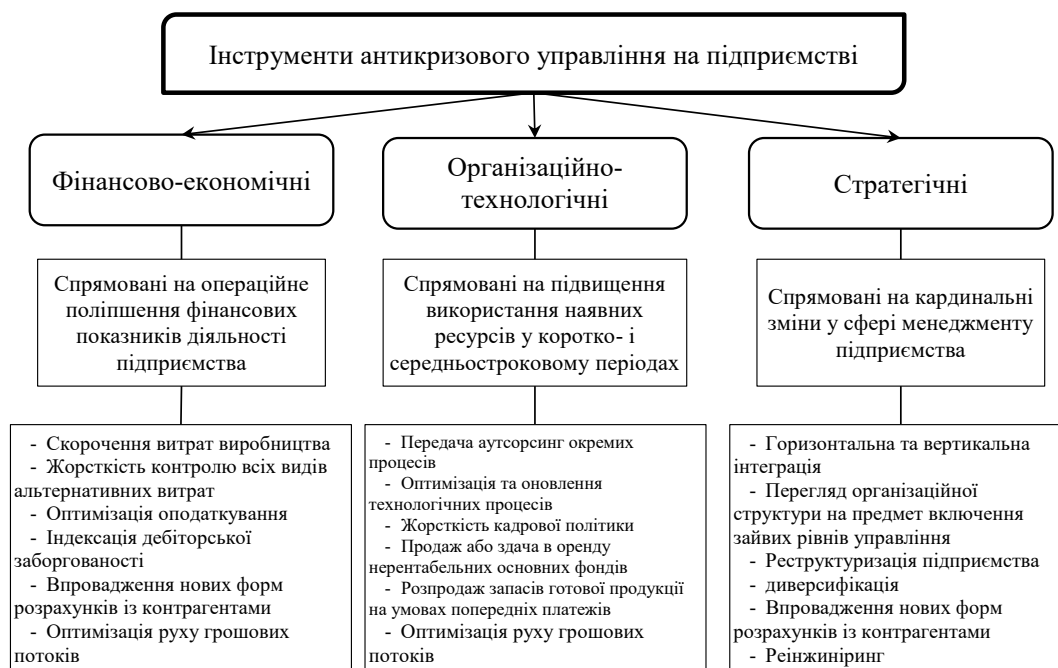 Інструменти антикризового управління на підприємстві
Фінансово-економічні
Організаційно-
технологічні
Стратегічні
Спрямовані на операційне
поліпшення фінансових
показників діяльності
підприємства
Спрямовані на підвищення
використання наявних
ресурсів у коротко- і
середньостроковому періодах
Спрямовані на кардинальні
зміни у сфері менеджменту
підприємства
- Скорочення витрат виробництва
- Жорсткість контролю всіх видів
альтернативних витрат
- Оптимізація оподаткування
- Індексація дебіторської
заборгованості
- Впровадження нових форм
розрахунків із контрагентами
- Оптимізація руху грошових
потоків
- Передача аутсорсинг окремих
процесів
- Оптимізація та оновлення
технологічних процесів
- Жорсткість кадрової політики
- Продаж або здача в оренду
нерентабельних основних фондів
- Розпродаж запасів готової продукції
на умовах попередніх платежів
- Оптимізація руху грошових
потоків
- Горизонтальна та вертикальна
інтеграція
- Перегляд організаційної
структури на предмет включення
зайвих рівнів управління
- Реструктуризація підприємства
- диверсифікація
- Впровадження нових форм
розрахунків із контрагентами
- Реінжиніринг